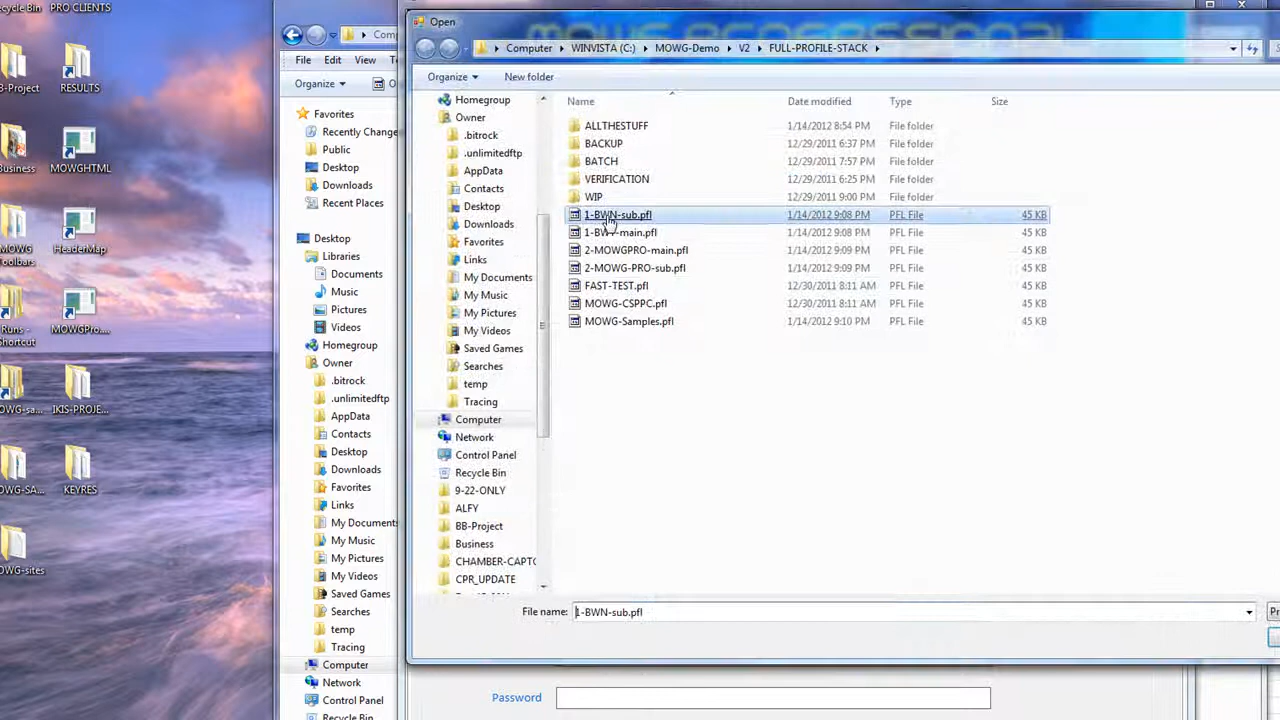 ecycle Bin
PRO CLIENTS
B-Project
RESULTS
Business
MOWGHTML
MOWG
Toolbars
HeaderMap
Runs -
Shortcut
MOWGPro....
OWG-sa...
IKIS-PROJE...
OWG-SA...
KEYRES
OWG-sites
Comp
File Edit View T
Organize
Favorites
Recently Change
Public
Desktop
Downloads
Recent Places
Desktop
Libraries
Documents
Music
Pictures
Videos
Homegroup
Owner
.bitrock
.unlimitedftp
AppData
Contacts
Desktop
Downloads
Favorites
Links
My Document
My Music
My Pictures
My Videos
Saved Games
Searches
temp
Tracing
Computer
Network
Control Panel
Recycle Bin
Open
Computer WINVISTA (C:) MOWG-Demo V2 FULL-PROFILE-STACK
Organize New folder
Homegroup
Owner
.bitrock
.unlimitedftp
AppData
Contacts
Desktop
Downloads
Favorites
Links
My Documents
My Music
My Pictures
My Videos
Saved Games
Searches
temp
Tracing
Computer
Network
Control Panel
Recycle Bin
9-22-ONLY
ALFY
BB-Project
Business
CHAMBER-CAPTO
CPR_UPDATE
Name Date modified Type Size
ALLTHESTUFF 1/14/2012 8:54 PM File folder
BACKUP 12/29/2011 6:37 PM File folder
BATCH 12/29/2011 7:57 PM File folder
VERIFICATION 12/29/2011 6:25 PM File folder
WIP 12/29/2011 9:00 PM File folder
1-BWN-sub.pfl 1/14/2012 9:08 PM PFL File 45 KB
1-BW -main.pfl 1/14/2012 9:08 PM PFL File 45 KB
2-MOWGPRO-main.pfl 1/14/2012 9:09 PM PFL File 45 KB
2-MOWG-PRO-sub.pfl 1/14/2012 9:09 PM PFL File 45 KB
FAST-TEST.pfl 12/30/2011 8:11 AM PFL File 45 KB
MOWG-CSPPC.pfl 12/30/2011 8:11 AM PFL File 45 KB
MOWG-Samples.pfl 1/14/2012 9:10 PM PFL File 45 KB
File name: 1-BWN-sub.pfl
Pr
Password